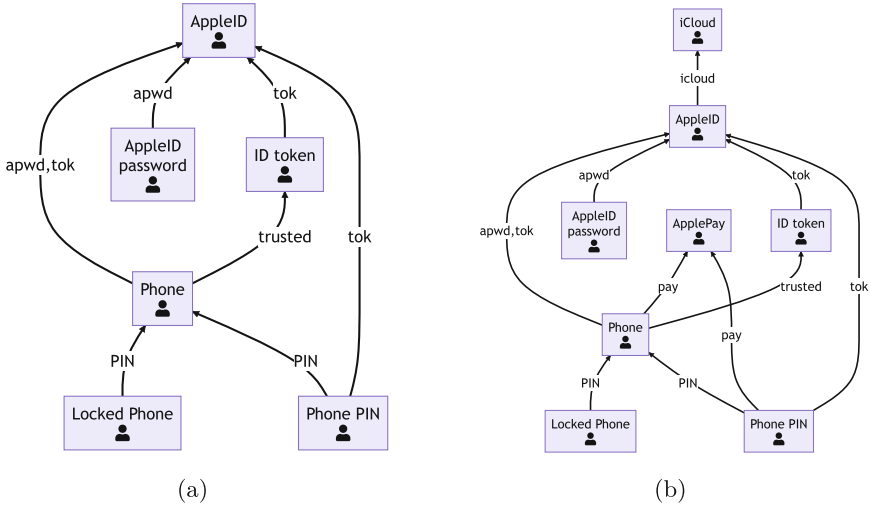 AppleID
apwd
tok
AppleID
password
ID token
apwd,tok
trusted
tok
Phone
PIN
PIN
Locked Phone
Phone PIN
(a)
iCloud
icloud
AppleID
apwd
tok
AppleID
password
ApplePay
ID token
apwd,tok
pay
trusted
tok
Phone
pay
PIN
PIN
Locked Phone
Phone PIN
(b)